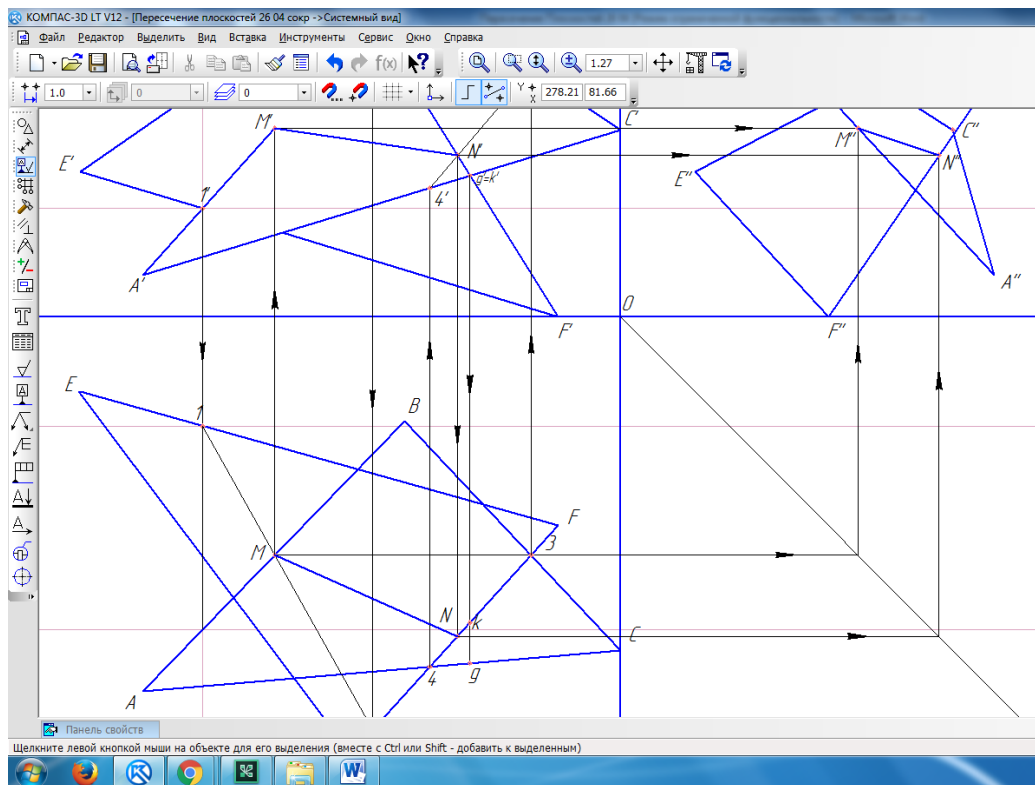 КОМПАС-3D LT V12 - [Пересечение плоскостей 26 04 сокр ->Системный вид]
Файл Редактор Выделить Вид Вставка Инструменты Сервис Окно Справка
f(x) 1.27
1.0 0 0 Y X 278.21 81.66
M' C' M" C"
E' N' E" N"
g'≡k'
1' 4'
A' A"
O
F' F"
E
1 B
F
M 3
N k C
4 g
A
Панель свойств
Щелкните левой кнопкой мыши на объекте для его выделения (вместе с Ctrl или Shift - добавить к выделенным)